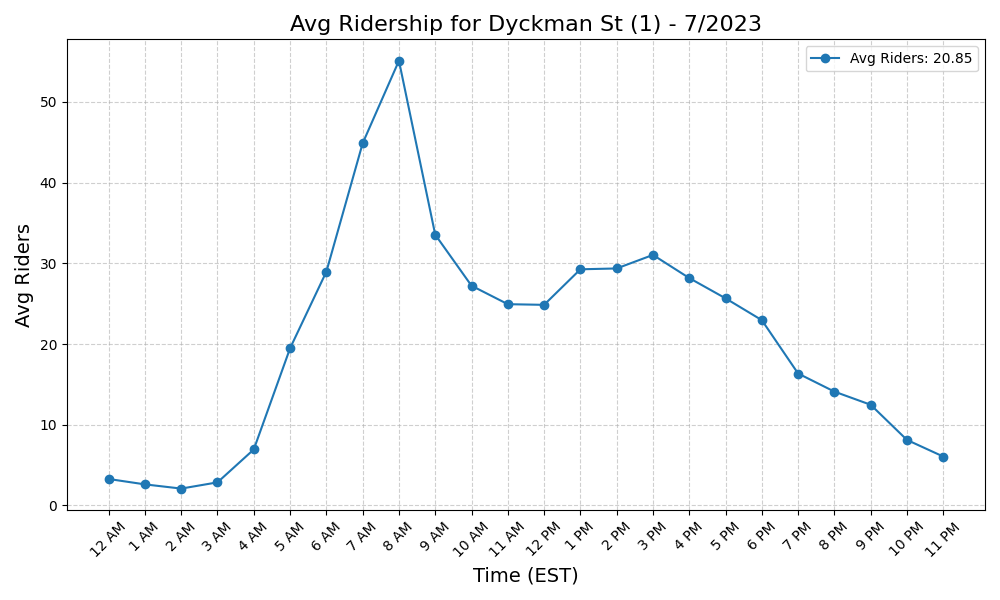 Avg Ridership for Dyckman St (1) - 7/2023
Avg Riders: 20.85
Avg Riders
50
40
30
20
10
0
12 AM
1 AM
2 AM
3 AM
4 AM
5 AM
6 AM
7 AM
8 AM
9 AM
10 AM
11 AM
12 PM
1 PM
2 PM
3 PM
4 PM
5 PM
6 PM
7 PM
8 PM
9 PM
10 PM
11 PM
Time (EST)